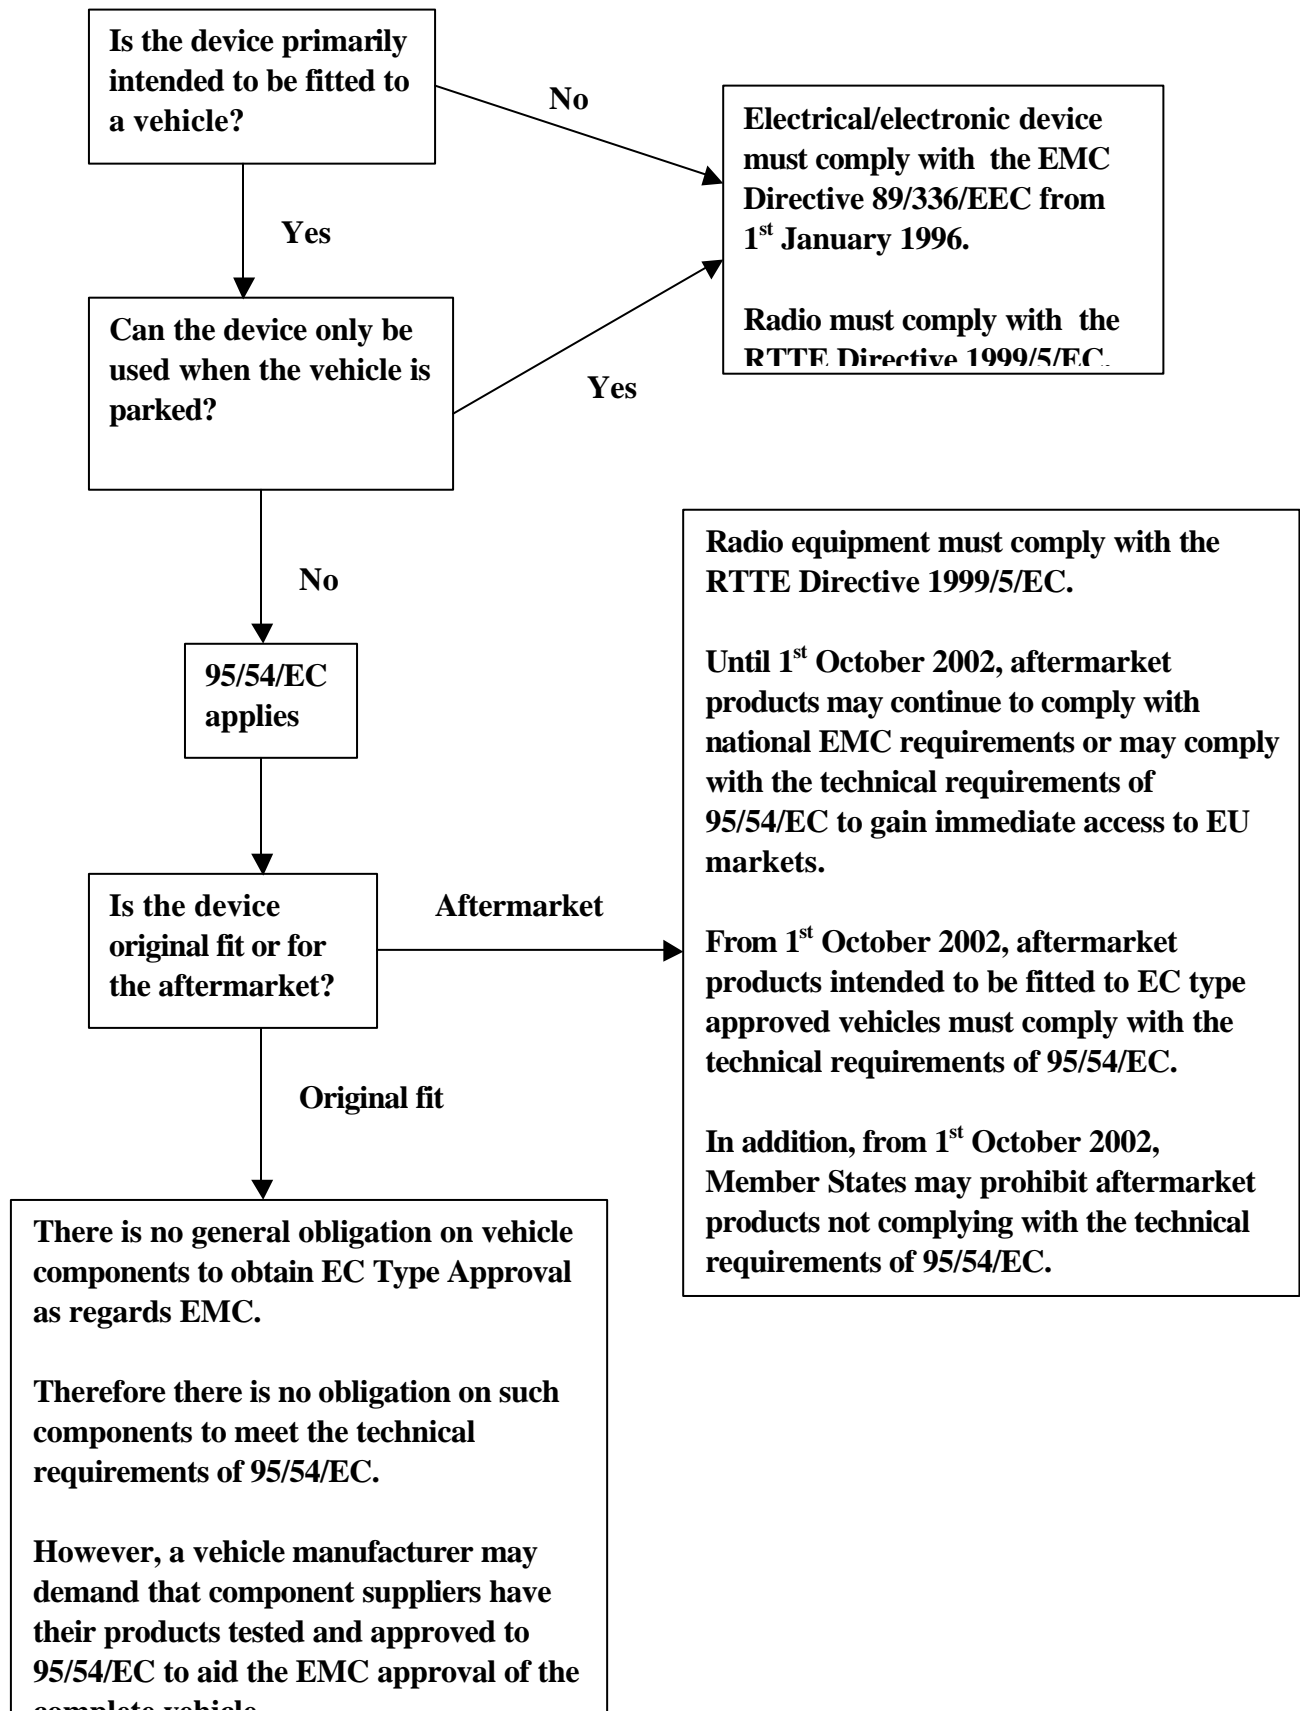 Is the device primarily
intended to be fitted to
a vehicle?
No
Electrical/electronic device
must comply with the EMC
Directive 89/336/EEC from
1st January 1996.
Radio must comply with the
RTTE Directive 1999/5/EC.
Yes
Can the device only be
used when the vehicle is
parked?
Yes
No
95/54/EC
applies
Is the device
original fit or for
the aftermarket?
Aftermarket
Radio equipment must comply with the
RTTE Directive 1999/5/EC.
Until 1st October 2002, aftermarket
products may continue to comply with
national EMC requirements or may comply
with the technical requirements of
95/54/EC to gain immediate access to EU
markets.
From 1st October 2002, aftermarket
products intended to be fitted to EC type
approved vehicles must comply with the
technical requirements of 95/54/EC.
In addition, from 1st October 2002,
Member States may prohibit aftermarket
products not complying with the technical
requirements of 95/54/EC.
Original fit
There is no general obligation on vehicle
components to obtain EC Type Approval
as regards EMC.
Therefore there is no obligation on such
components to meet the technical
requirements of 95/54/EC.
However, a vehicle manufacturer may
demand that component suppliers have
their products tested and approved to
95/54/EC to aid the EMC approval of the
complete vehicle